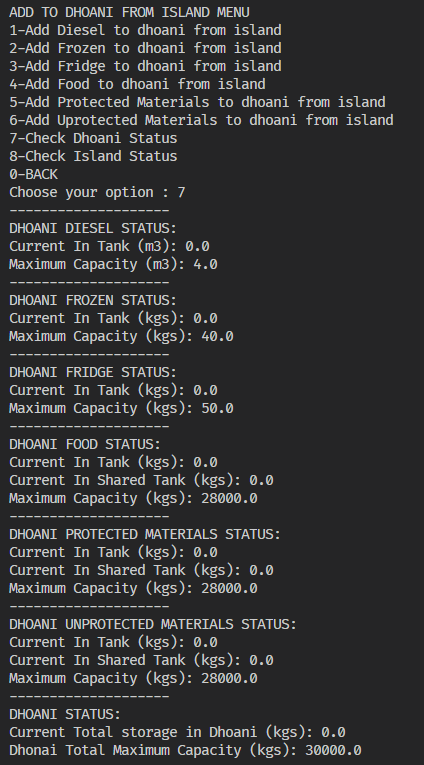 ADD TO DHOANI FROM ISLAND MENU
1-Add Diesel to dhoani from island
2-Add Frozen to dhoani from island
3-Add Fridge to dhoani from island
4-Add Food to dhoani from island
5-Add Protected Materials to dhoani from island
6-Add Uprotected Materials to dhoani from island
7-Check Dhoani Status
8-Check Island Status
0-BACK
Choose your option : 7
--------------------
DHOANI DIESEL STATUS:
Current In Tank (m3): 0.0
Maximum Capacity (m3): 4.0
--------------------
DHOANI FROZEN STATUS:
Current In Tank (kgs): 0.0
Maximum Capacity (kgs): 40.0
--------------------
DHOANI FRIDGE STATUS:
Current In Tank (kgs): 0.0
Maximum Capacity (kgs): 50.0
--------------------
DHOANI FOOD STATUS:
Current In Tank (kgs): 0.0
Current In Shared Tank (kgs): 0.0
Maximum Capacity (kgs): 28000.0
--------------------
DHOANI PROTECTED MATERIALS STATUS:
Current In Tank (kgs): 0.0
Current In Shared Tank (kgs): 0.0
Maximum Capacity (kgs): 28000.0
--------------------
DHOANI UNPROTECTED MATERIALS STATUS:
Current In Tank (kgs): 0.0
Current In Shared Tank (kgs): 0.0
Maximum Capacity (kgs): 28000.0
--------------------
DHOANI STATUS:
Current Total storage in Dhoani (kgs): 0.0
Dhonai Total Maximum Capacity (kgs): 30000.0